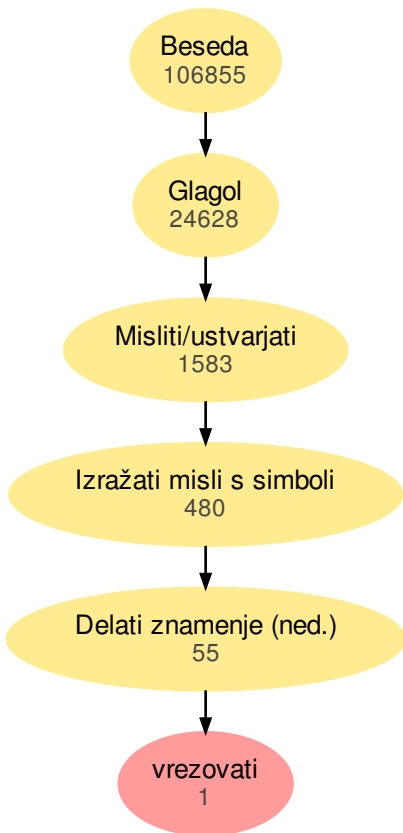 Beseda
106855
Glagol
24628
Misliti/ustvarjati
1583
Izražati misli s simboli
480
Delati znamenje (ned.)
55
vrezovati
1